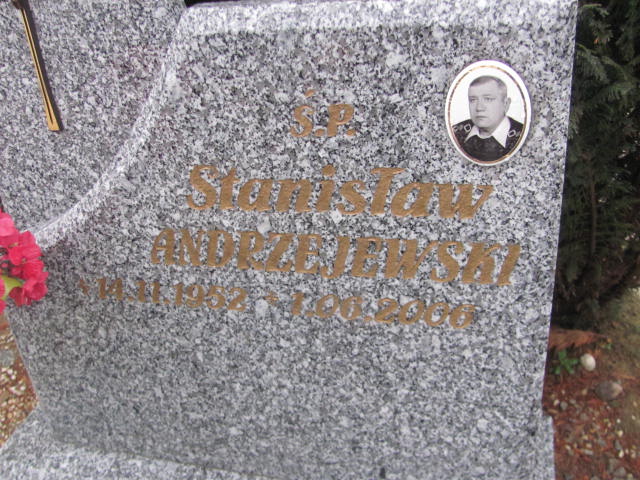 Ś.P.
Stanisław
ANDRZEJEWSKI
* 14.11.1952 + 1.06.2006